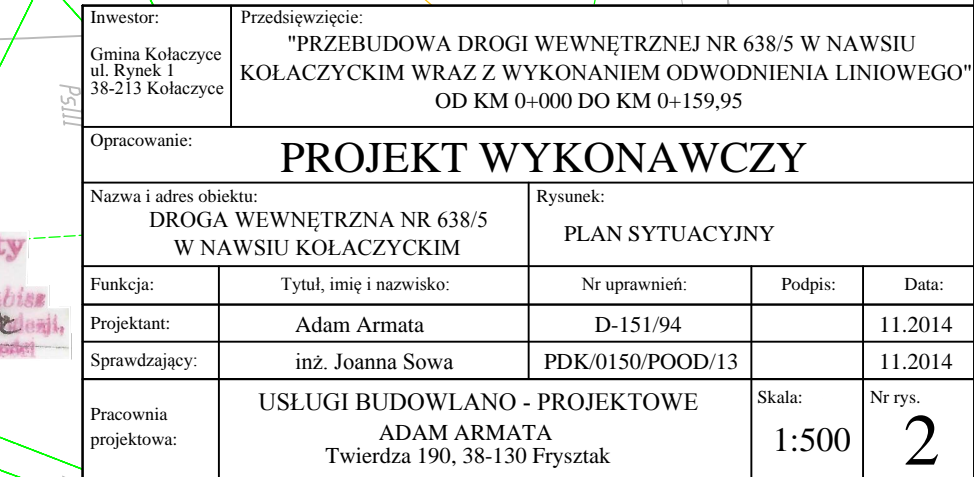 Inwestor:
Gmina Kołaczyce
ul. Rynek 1
38-213 Kołaczyce
Przedsięwzięcie:
"PRZEBUDOWA DROGI WEWNĘTRZNEJ NR 638/5 W NAWSIU
KOŁACZYCKIM WRAZ Z WYKONANIEM ODWODNIENIA LINIOWEGO"
OD KM 0+000 DO KM 0+159,95
Opracowanie:
PROJEKT WYKONAWCZY
Nazwa i adres obiektu:
DROGA WEWNĘTRZNA NR 638/5
W NAWSIU KOŁACZYCKIM
Rysunek:
PLAN SYTUACYJNY
Funkcja: Tytuł, imię i nazwisko: Nr uprawnień: Podpis: Data:
Projektant: Adam Armata D-151/94 11.2014
Sprawdzający: inż. Joanna Sowa PDK/0150/POOD/13 11.2014
Pracownia
projektowa:
USŁUGI BUDOWLANO - PROJEKTOWE
ADAM ARMATA
Twierdza 190, 38-130 Frysztak
Skala:
1:500
Nr rys.
2
PsIII